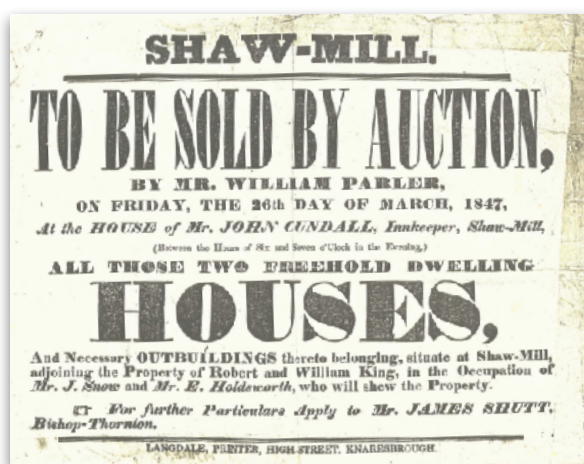 SHAW-MILL.
TO BE SOLD BY AUCTION,
BY MR. WILLIAM PARLER,
ON FRIDAY, THE 26th DAY OF MARCH, 1847,
At the HOUSE of Mr. JOHN CUNDALL, Innkeeper, Shaw-Mill,
(Between the Hours of Six and Seven o'Clock in the Evening,)
ALL THOSE TWO FREEHOLD DWELLING
HOUSES,
And Necessary OUTBUILDINGS thereto belonging, situate at Shaw-Mill,
adjoining the Property of Robert and William King, in the Occupation of
Mr. J. Snow and Mr. E. Holdsworth, who will shew the Property.
☞ For further Particulars Apply to Mr. JAMES SHUTT,
Bishop-Thornton.
LANGDALE, PRINTER, HIGH-STREET, KNARESBROUGH.